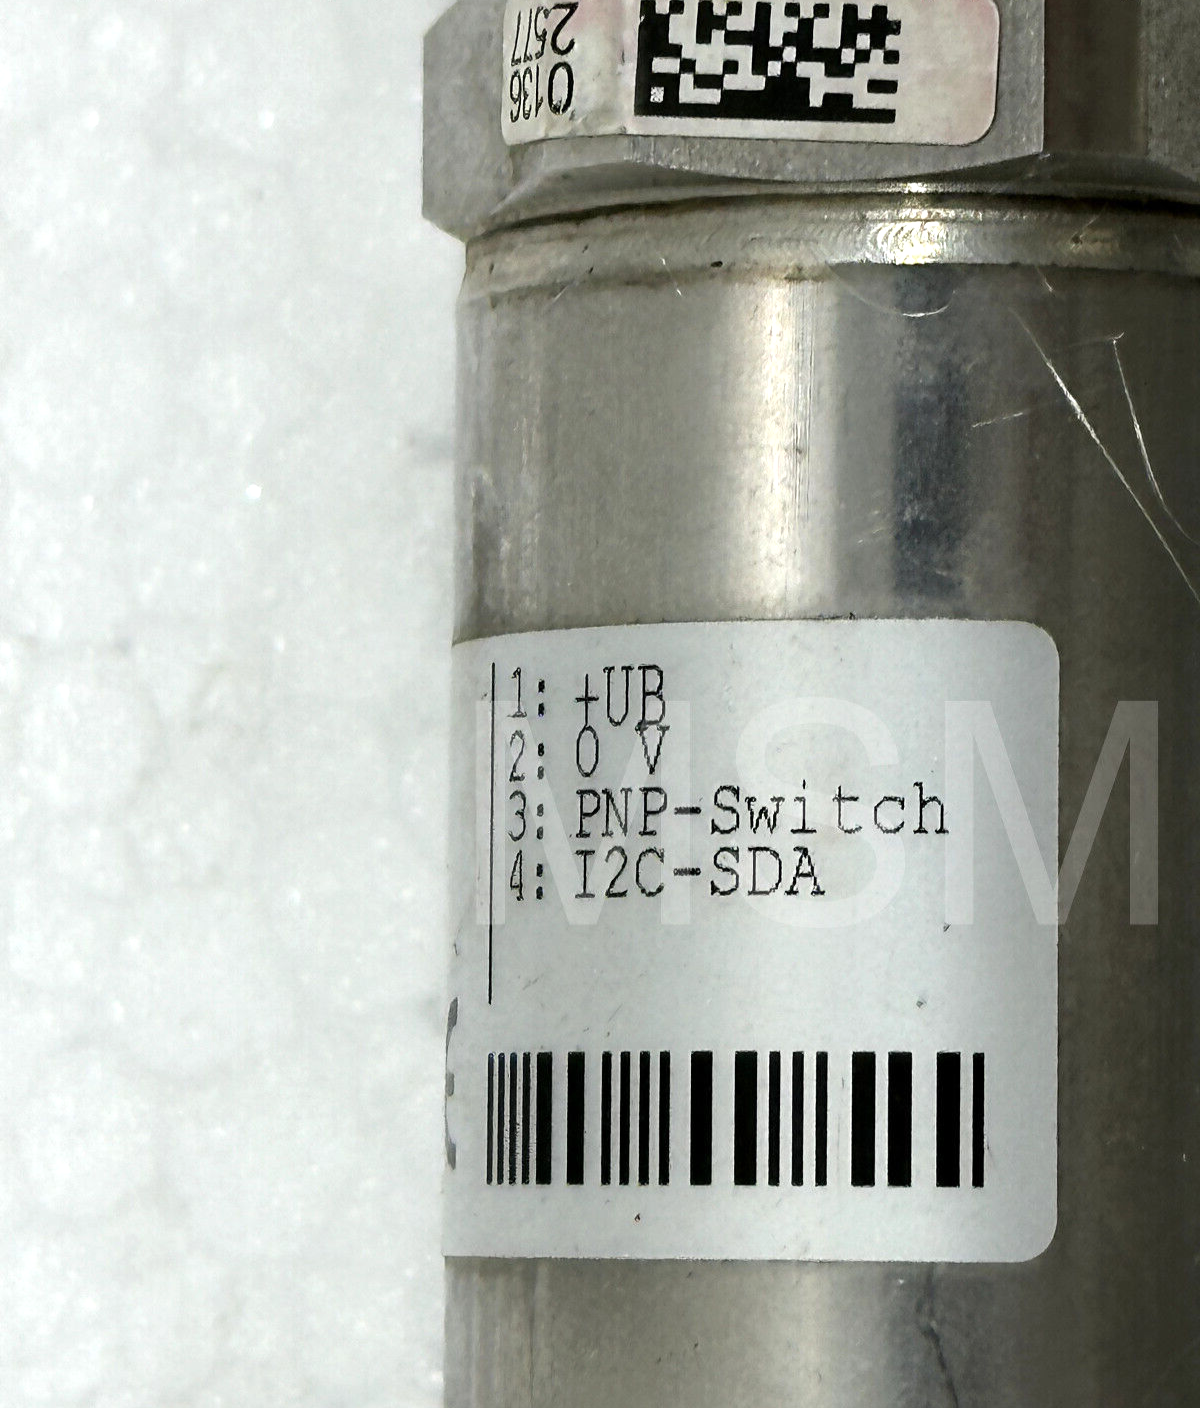 2577
0136
1: +UB
2: 0 V
3: PNP-Switch
4: I2C-SDA
MSM